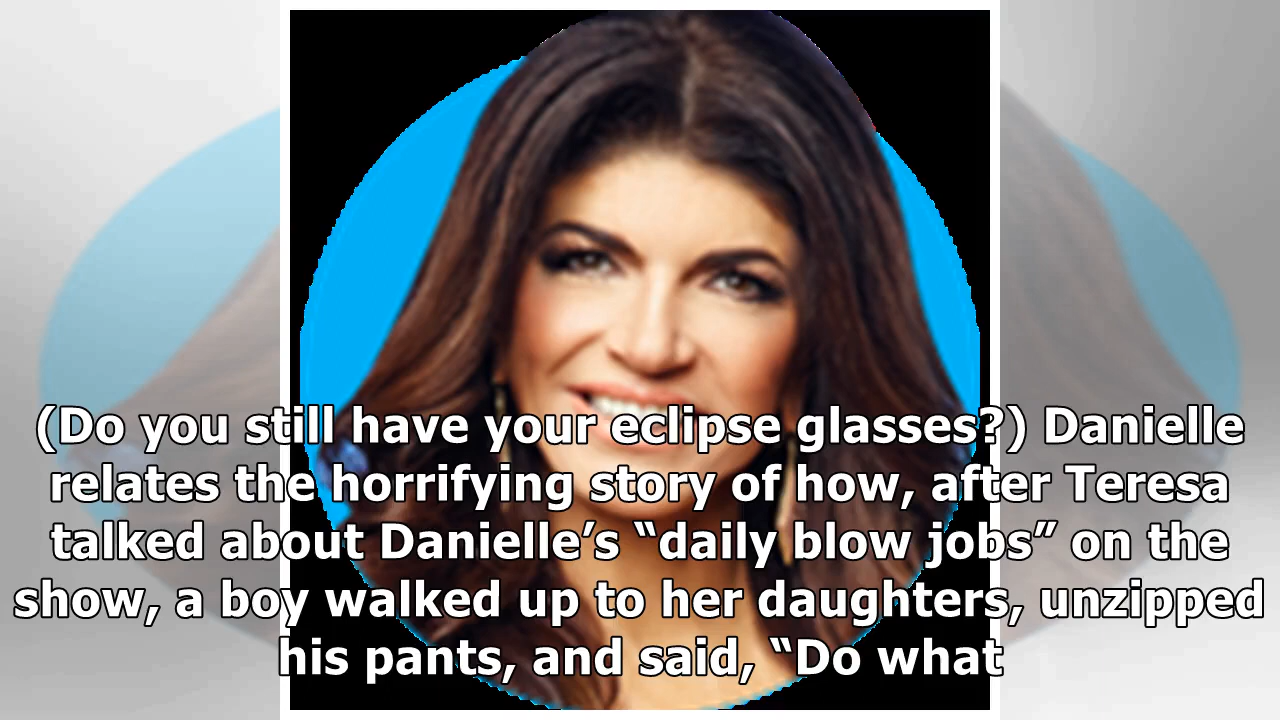 (Do you still have your eclipse glasses?) Danielle
relates the horrifying story of how, after Teresa
talked about Danielle’s “daily blow jobs” on the
show, a boy walked up to her daughters, unzipped
his pants, and said, “Do what